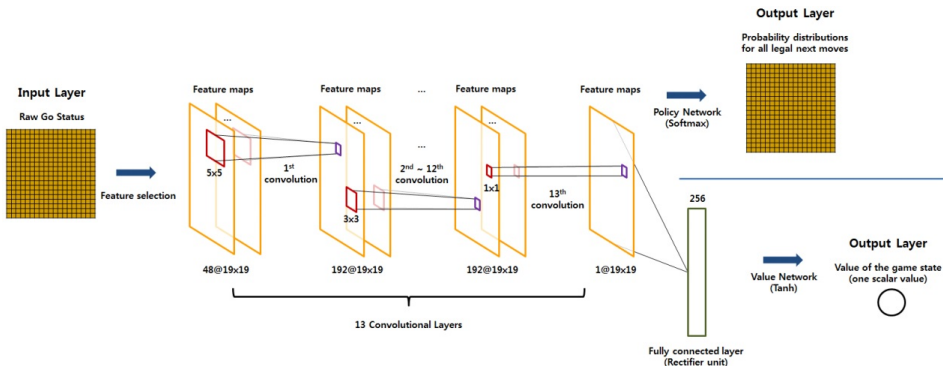 Input Layer
Raw Go Status
Feature selection
Feature maps
...
5x5
48@19x19
1st
convolution
Feature maps
...
3x3
192@19x19
...
...
2nd ~ 12th
convolution
Feature maps
...
1x1
192@19x19
13th
convolution
Feature maps
1@19x19
13 Convolutional Layers
Policy Network
(Softmax)
Output Layer
Probability distributions
for all legal next moves
256
Fully connected layer
(Rectifier unit)
Value Network
(Tanh)
Output Layer
Value of the game state
(one scalar value)